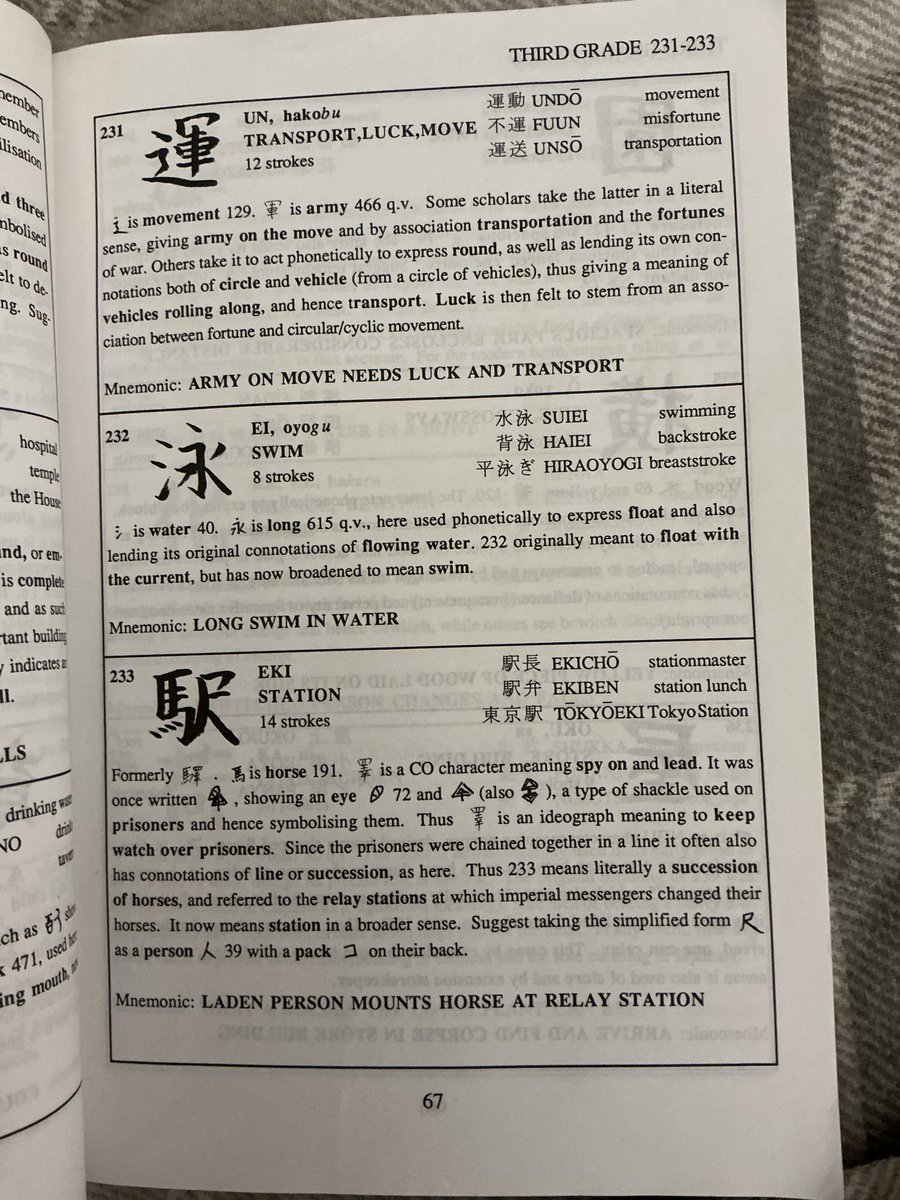 THIRD GRADE 231-233
231
運
UN, hakobu
TRANSPORT,LUCK,MOVE
12 strokes
運動 UNDŌ movement
不運 FUUN misfortune
運送 UNSŌ transportation
辶 is movement 129. 軍 is army 466 q.v. Some scholars take the latter in a literal
sense, giving army on the move and by association transportation and the fortunes
of war. Others take it to act phonetically to express round, as well as lending its own con-
notations both of circle and vehicle (from a circle of vehicles), thus giving a meaning of
vehicles rolling along, and hence transport. Luck is then felt to stem from an asso-
ciation between fortune and circular/cyclic movement.
Mnemonic: ARMY ON MOVE NEEDS LUCK AND TRANSPORT
232
泳
EI, oyogu
SWIM
8 strokes
水泳 SUIEI swimming
背泳 HAIEI backstroke
平泳ぎ HIRAOYOGI breaststroke
氵 is water 40. 永 is long 615 q.v., here used phonetically to express float and also
lending its original connotations of flowing water. 232 originally meant to float with
the current, but has now broadened to mean swim.
Mnemonic: LONG SWIM IN WATER
233
駅
EKI
STATION
14 strokes
駅長 EKICHŌ stationmaster
駅弁 EKIBEN station lunch
東京駅 TŌKYŌEKI Tokyo Station
Formerly 驛. 馬 is horse 191. 睪 is a CO character meaning spy on and lead. It was
once written , showing an eye 72 and (also ), a type of shackle used on
prisoners and hence symbolising them. Thus 睪 is an ideograph meaning to keep
watch over prisoners. Since the prisoners were chained together in a line it often also
has connotations of line or succession, as here. Thus 233 means literally a succession
of horses, and referred to the relay stations at which imperial messengers changed their
horses. It now means station in a broader sense. Suggest taking the simplified form 尺
as a person 人 39 with a pack コ on their back.
Mnemonic: LADEN PERSON MOUNTS HORSE AT RELAY STATION
67
hospital
temple
the House
is complete
and as such
drinking water